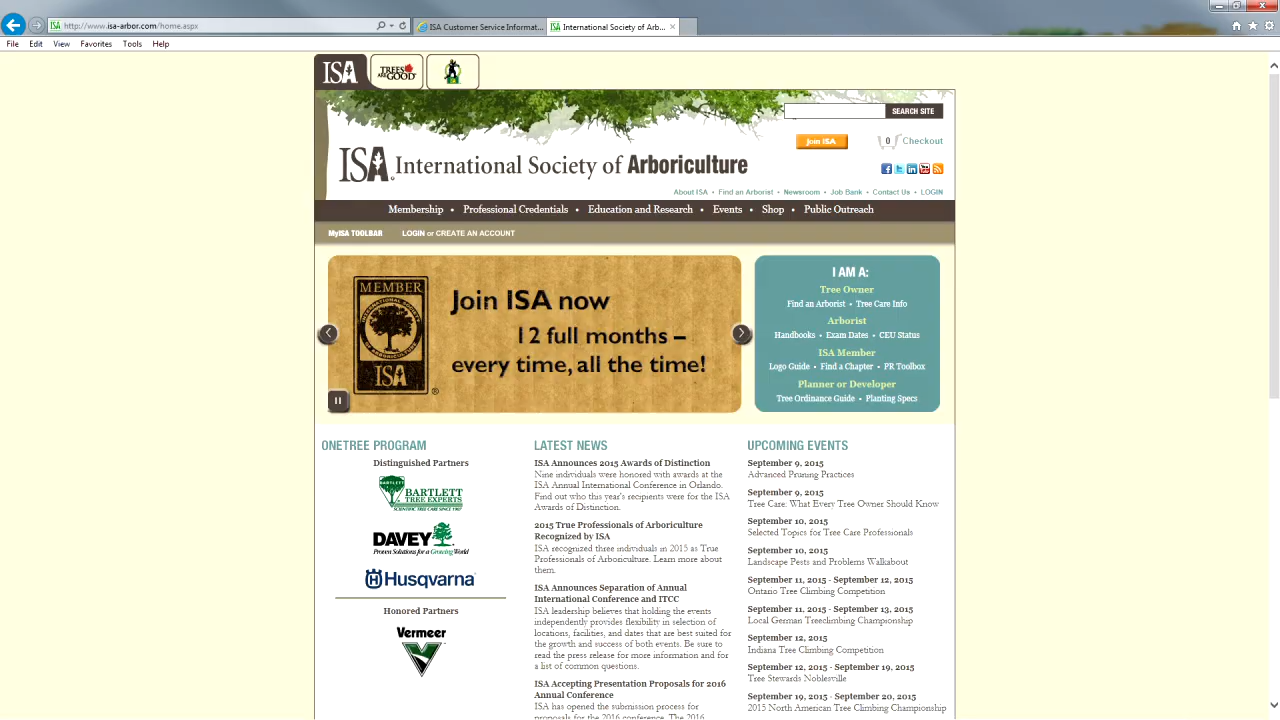 http://www.isa-arbor.com/home.aspx
ISA Customer Service Informat...
International Society of Arb...
File Edit View Favorites Tools Help
ISA
TREES ARE GOOD
SEARCH SITE
Join ISA
0 Checkout
ISA International Society of Arboriculture
About ISA • Find an Arborist • Newsroom • Job Bank • Contact Us • LOGIN
Membership • Professional Credentials • Education and Research • Events • Shop • Public Outreach
MyISA TOOLBAR LOGIN or CREATE AN ACCOUNT
MEMBER
INTERNATIONAL SOCIETY OF ARBORICULTURE
ISA
Join ISA now
12 full months –
every time, all the time!
I AM A:
Tree Owner
Find an Arborist • Tree Care Info
Arborist
Handbooks • Exam Dates • CEU Status
ISA Member
Logo Guide • Find a Chapter • PR Toolbox
Planner or Developer
Tree Ordinance Guide • Planting Specs
ONETREE PROGRAM
Distinguished Partners
BARTLETT
BARTLETT
TREE EXPERTS
SCIENTIFIC TREE CARE SINCE 1907
DAVEY
Proven Solutions for a Growing World
Husqvarna
Honored Partners
Vermeer
LATEST NEWS
ISA Announces 2015 Awards of Distinction
Nine individuals were honored with awards at the
ISA Annual International Conference in Orlando.
Find out who this year's recipients were for the ISA
Awards of Distinction.
2015 True Professionals of Arboriculture
Recognized by ISA
ISA recognized three individuals in 2015 as True
Professionals of Arboriculture. Learn more about
them.
ISA Announces Separation of Annual
International Conference and ITCC
ISA leadership believes that holding the events
independently provides flexibility in selection of
locations, facilities, and dates that are best suited for
the growth and success of both events. Be sure to
read the press release for more information and for
a list of common questions.
ISA Accepting Presentation Proposals for 2016
Annual Conference
ISA has opened the submission process for
proposals for the 2016 conference. The 2016
UPCOMING EVENTS
September 9, 2015
Advanced Pruning Practices
September 9, 2015
Tree Care: What Every Tree Owner Should Know
September 10, 2015
Selected Topics for Tree Care Professionals
September 10, 2015
Landscape Pests and Problems Walkabout
September 11, 2015 - September 12, 2015
Ontario Tree Climbing Competition
September 11, 2015 - September 13, 2015
Local German Treeclimbing Championship
September 12, 2015
Indiana Tree Climbing Competition
September 12, 2015 - September 19, 2015
Tree Stewards Noblesville
September 19, 2015 - September 20, 2015
2015 North American Tree Climbing Championship